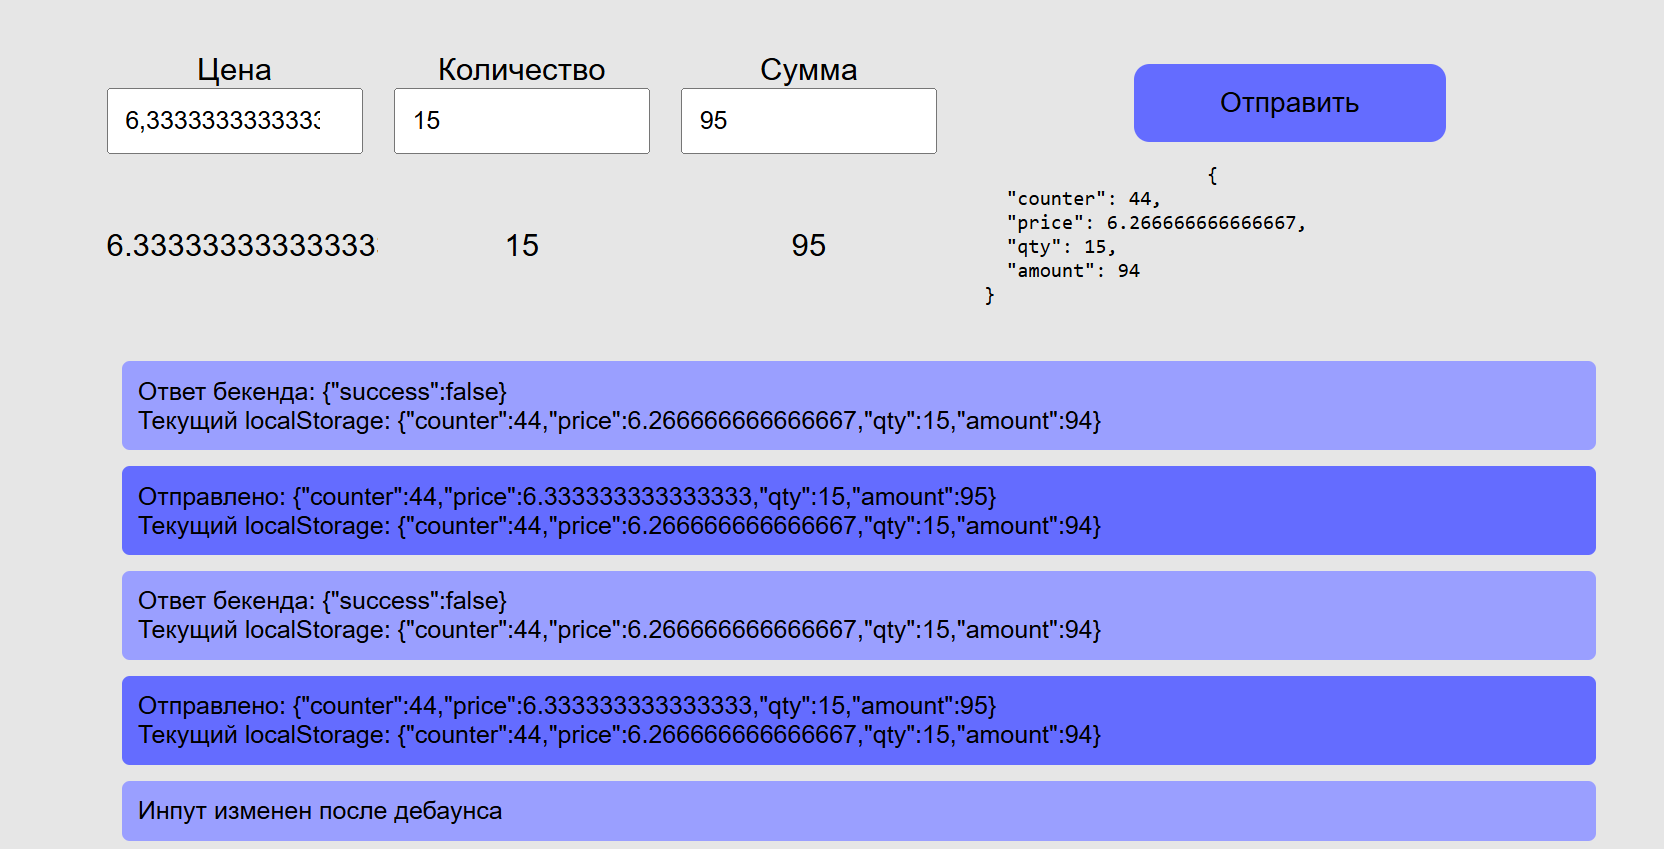 Цена
Количество
Сумма
6,3333333333333
15
95
Отправить
6.33333333333333
15
95
{
"counter": 44,
"price": 6.266666666666667,
"qty": 15,
"amount": 94
}
Ответ бекенда: {"success":false}
Текущий localStorage: {"counter":44,"price":6.266666666666667,"qty":15,"amount":94}
Отправлено: {"counter":44,"price":6.333333333333333,"qty":15,"amount":95}
Текущий localStorage: {"counter":44,"price":6.266666666666667,"qty":15,"amount":94}
Ответ бекенда: {"success":false}
Текущий localStorage: {"counter":44,"price":6.266666666666667,"qty":15,"amount":94}
Отправлено: {"counter":44,"price":6.333333333333333,"qty":15,"amount":95}
Текущий localStorage: {"counter":44,"price":6.266666666666667,"qty":15,"amount":94}
Инпут изменен после дебаунса